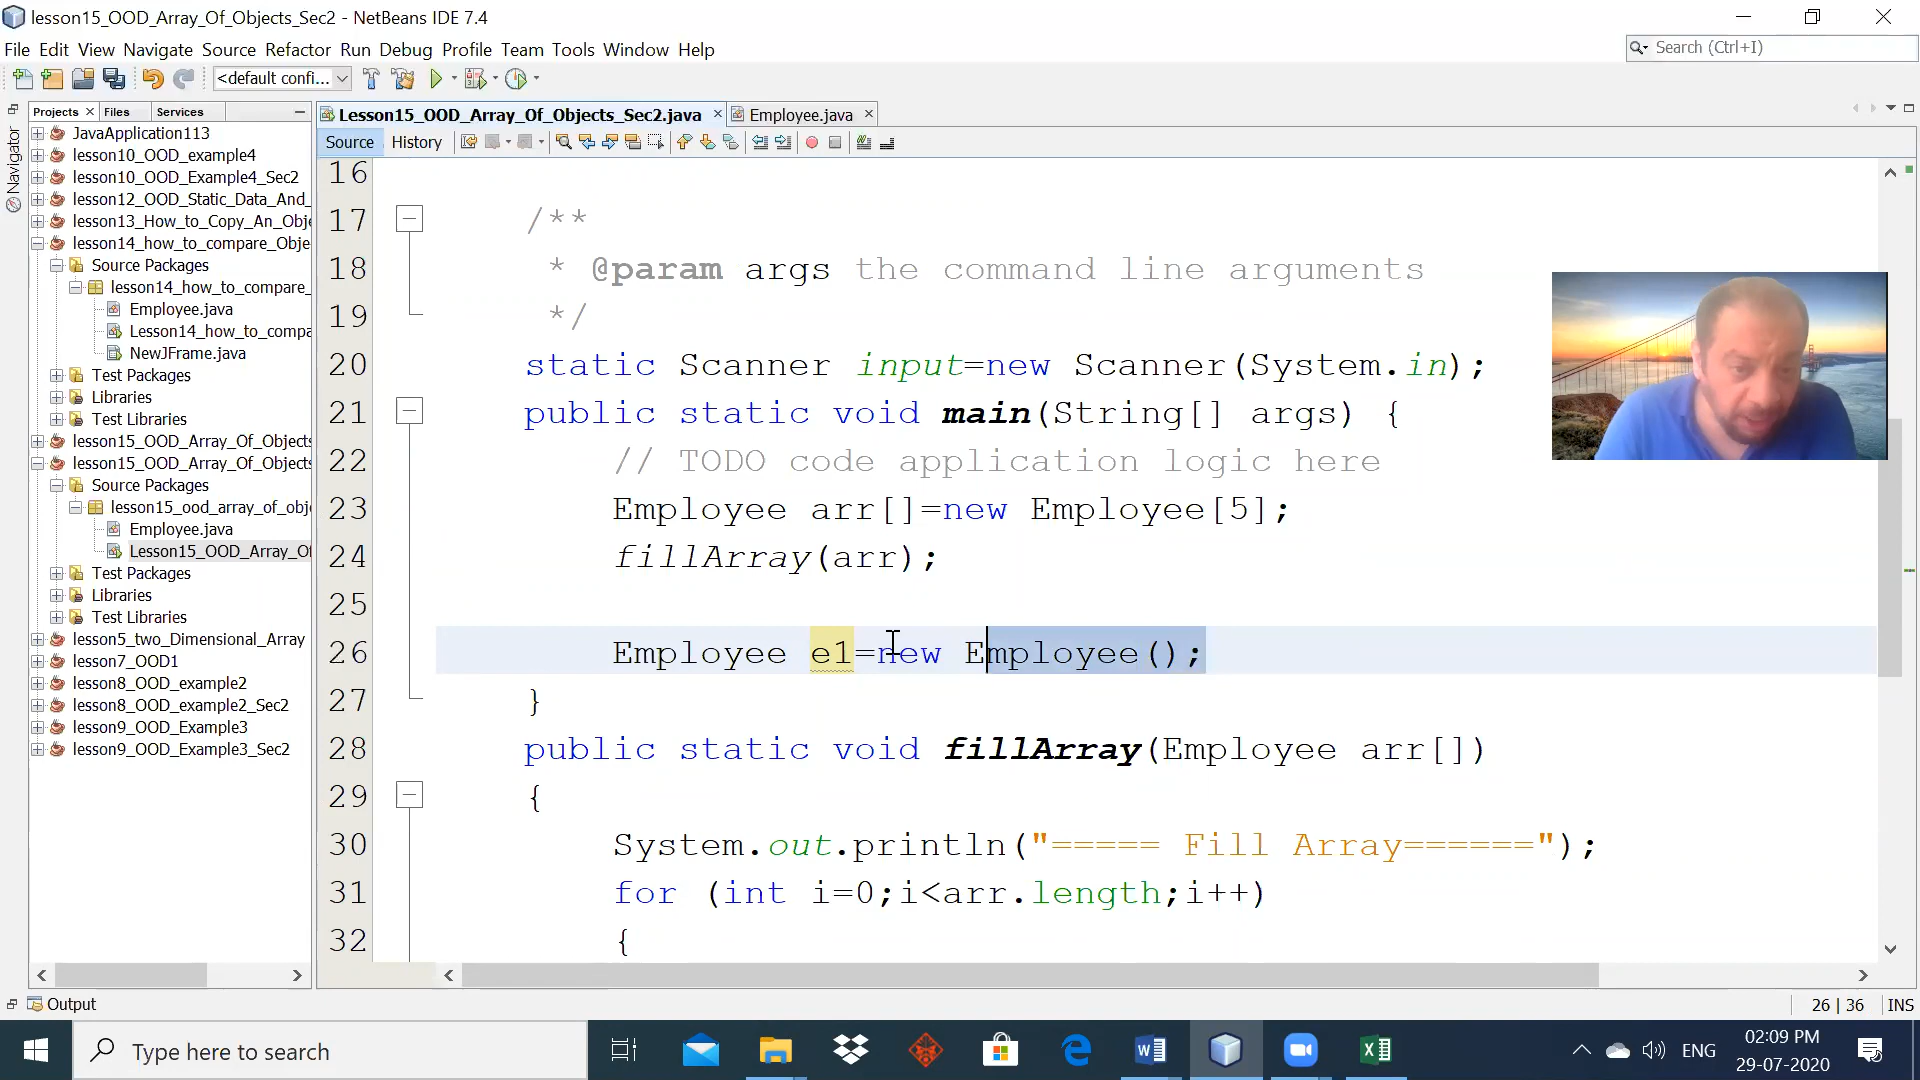 lesson15_OOD_Array_Of_Objects_Sec2 - NetBeans IDE 7.4
File Edit View Navigate Source Refactor Run Debug Profile Team Tools Window Help
Search (Ctrl+I)
<default confi...
Projects Files Services
Navigator
JavaApplication113
lesson10_OOD_example4
lesson10_OOD_Example4_Sec2
lesson12_OOD_Static_Data_And_
lesson13_How_to_Copy_An_Obje
lesson14_how_to_compare_Obje
Source Packages
lesson14_how_to_compare_
Employee.java
Lesson14_how_to_compa
NewJFrame.java
Test Packages
Libraries
Test Libraries
lesson15_OOD_Array_Of_Objects
lesson15_OOD_Array_Of_Objects
Source Packages
lesson15_ood_array_of_obj
Employee.java
Lesson15_OOD_Array_Of
Test Packages
Libraries
Test Libraries
lesson5_two_Dimensional_Array
lesson7_OOD1
lesson8_OOD_example2
lesson8_OOD_example2_Sec2
lesson9_OOD_Example3
lesson9_OOD_Example3_Sec2
Lesson15_OOD_Array_Of_Objects_Sec2.java Employee.java
Source History
16
17 /**
18 * @param args the command line arguments
19 */
20 static Scanner input=new Scanner(System.in);
21 public static void main(String[] args) {
22 // TODO code application logic here
23 Employee arr[]=new Employee[5];
24 fillArray(arr);
25
26 Employee e1=new Employee();
27 }
28 public static void fillArray(Employee arr[])
29 {
30 System.out.println("===== Fill Array======");
31 for (int i=0;i<arr.length;i++)
32 {
Output
26 | 36 INS
Type here to search
ENG
02:09 PM
29-07-2020